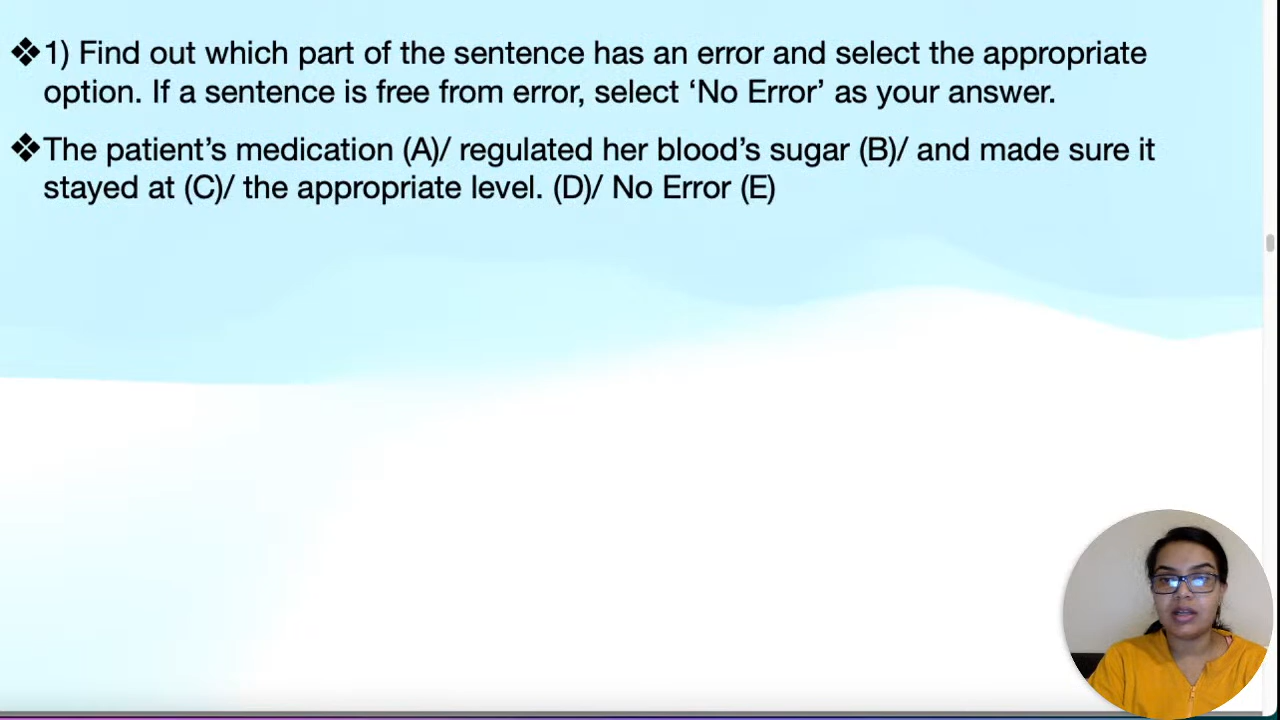 ❖1) Find out which part of the sentence has an error and select the appropriate
option. If a sentence is free from error, select ‘No Error’ as your answer.
❖The patient’s medication (A)/ regulated her blood’s sugar (B)/ and made sure it
stayed at (C)/ the appropriate level. (D)/ No Error (E)